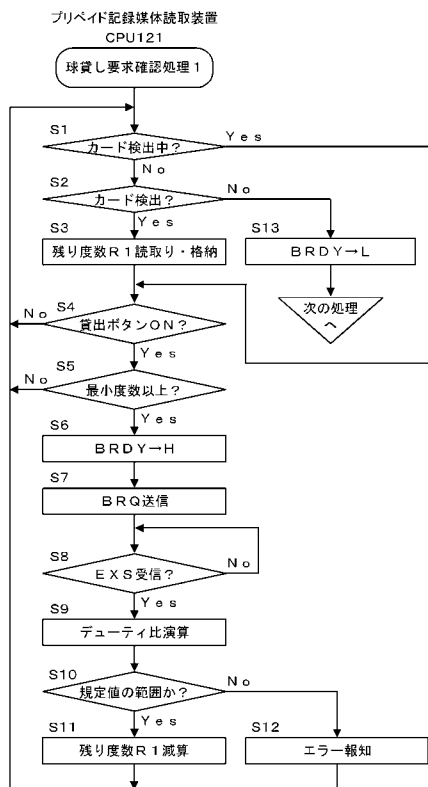 プリペイド記録媒体読取装置
CPU121
球貸し要求確認処理1
S1
カード検出中?
Yes
No
S2
カード検出?
No
Yes
S3
残り度数R1読取り・格納
S13
BRDY→L
次の処理
へ
S4
貸出ボタンON?
No
Yes
S5
最小度数以上?
No
Yes
S6
BRDY→H
S7
BRQ送信
S8
EXS受信?
No
Yes
S9
デューティ比演算
S10
規定値の範囲か?
No
Yes
S11
残り度数R1減算
S12
エラー報知